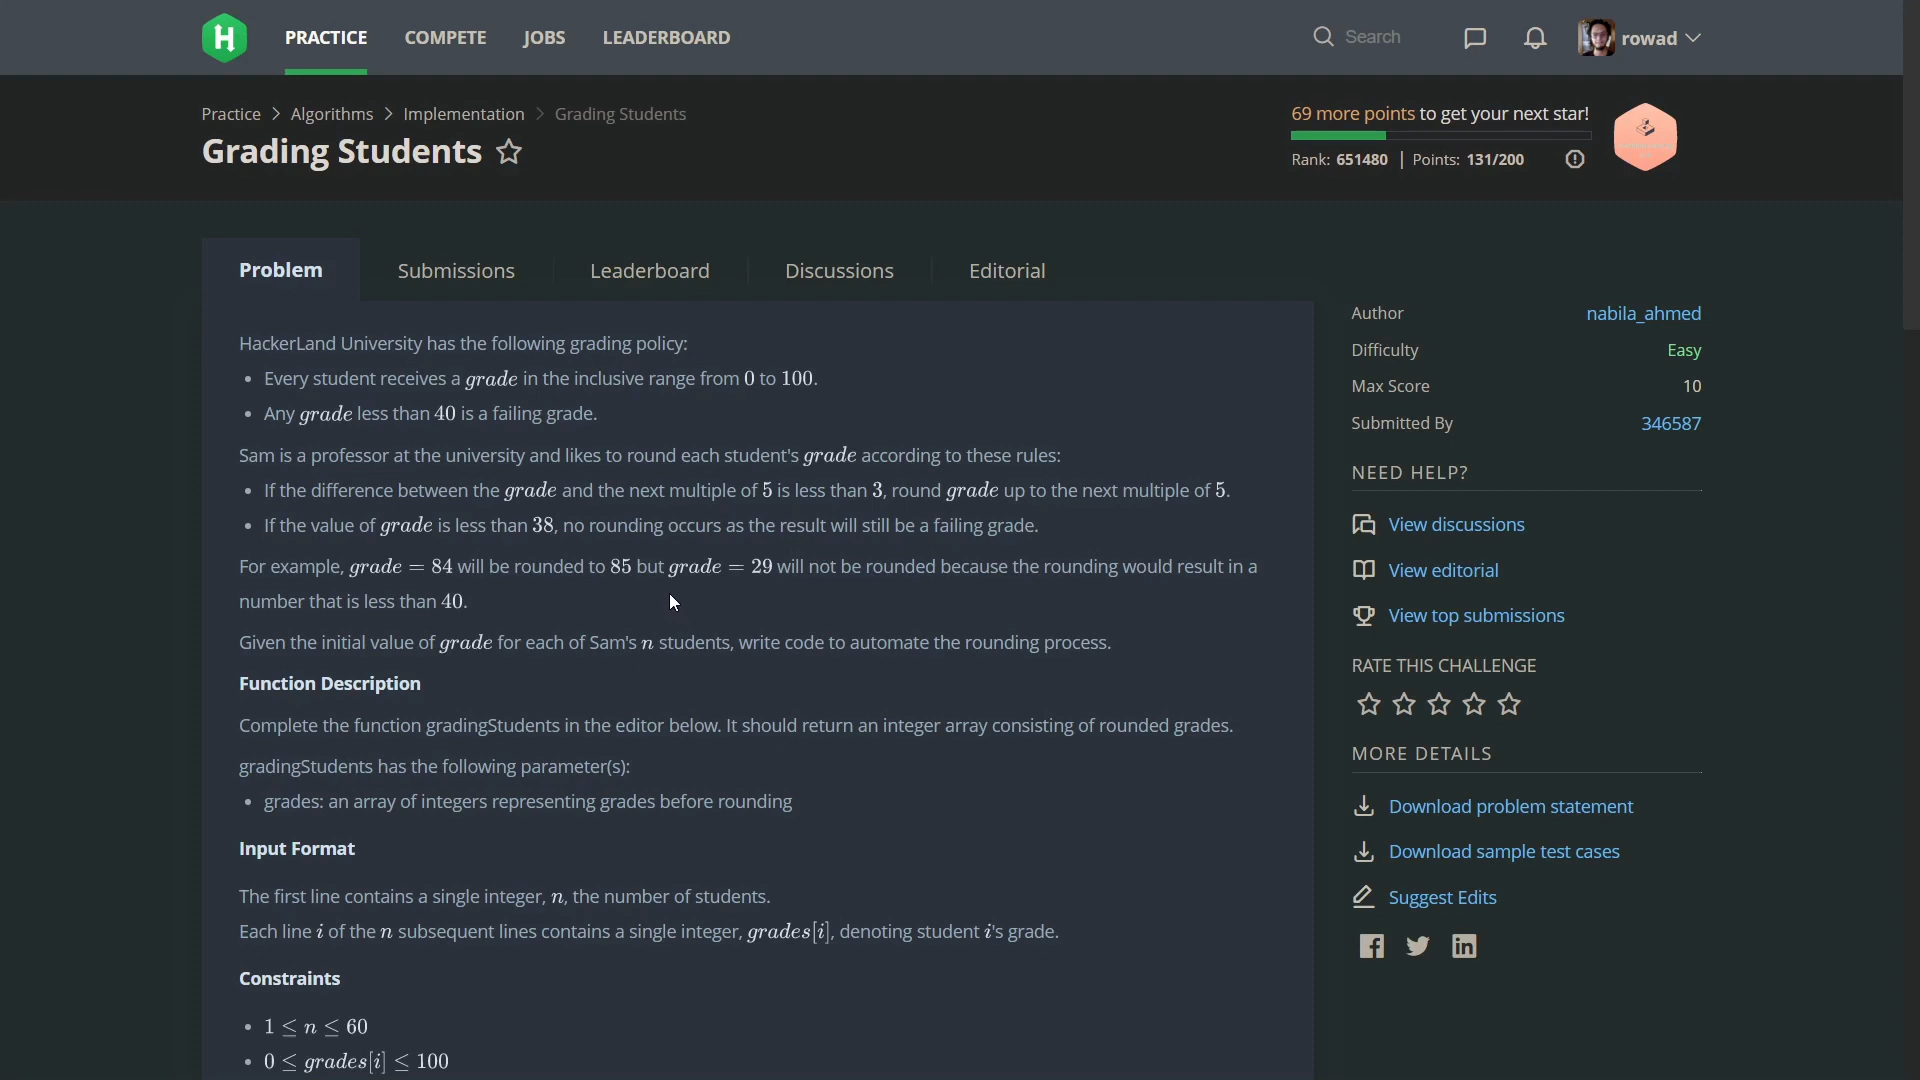 H PRACTICE COMPETE JOBS LEADERBOARD Search rowad
Practice > Algorithms > Implementation > Grading Students
Grading Students
69 more points to get your next star!
Rank: 651480 | Points: 131/200
Problem Submissions Leaderboard Discussions Editorial
HackerLand University has the following grading policy:
• Every student receives a grade in the inclusive range from 0 to 100.
• Any grade less than 40 is a failing grade.
Sam is a professor at the university and likes to round each student's grade according to these rules:
• If the difference between the grade and the next multiple of 5 is less than 3, round grade up to the next multiple of 5.
• If the value of grade is less than 38, no rounding occurs as the result will still be a failing grade.
For example, grade = 84 will be rounded to 85 but grade = 29 will not be rounded because the rounding would result in a
number that is less than 40.
Given the initial value of grade for each of Sam's n students, write code to automate the rounding process.
Function Description
Complete the function gradingStudents in the editor below. It should return an integer array consisting of rounded grades.
gradingStudents has the following parameter(s):
• grades: an array of integers representing grades before rounding
Input Format
The first line contains a single integer, n, the number of students.
Each line i of the n subsequent lines contains a single integer, grades[i], denoting student i's grade.
Constraints
• 1 ≤ n ≤ 60
• 0 ≤ grades[i] ≤ 100
Author nabila_ahmed
Difficulty Easy
Max Score 10
Submitted By 346587
NEED HELP?
View discussions
View editorial
View top submissions
RATE THIS CHALLENGE
MORE DETAILS
Download problem statement
Download sample test cases
Suggest Edits